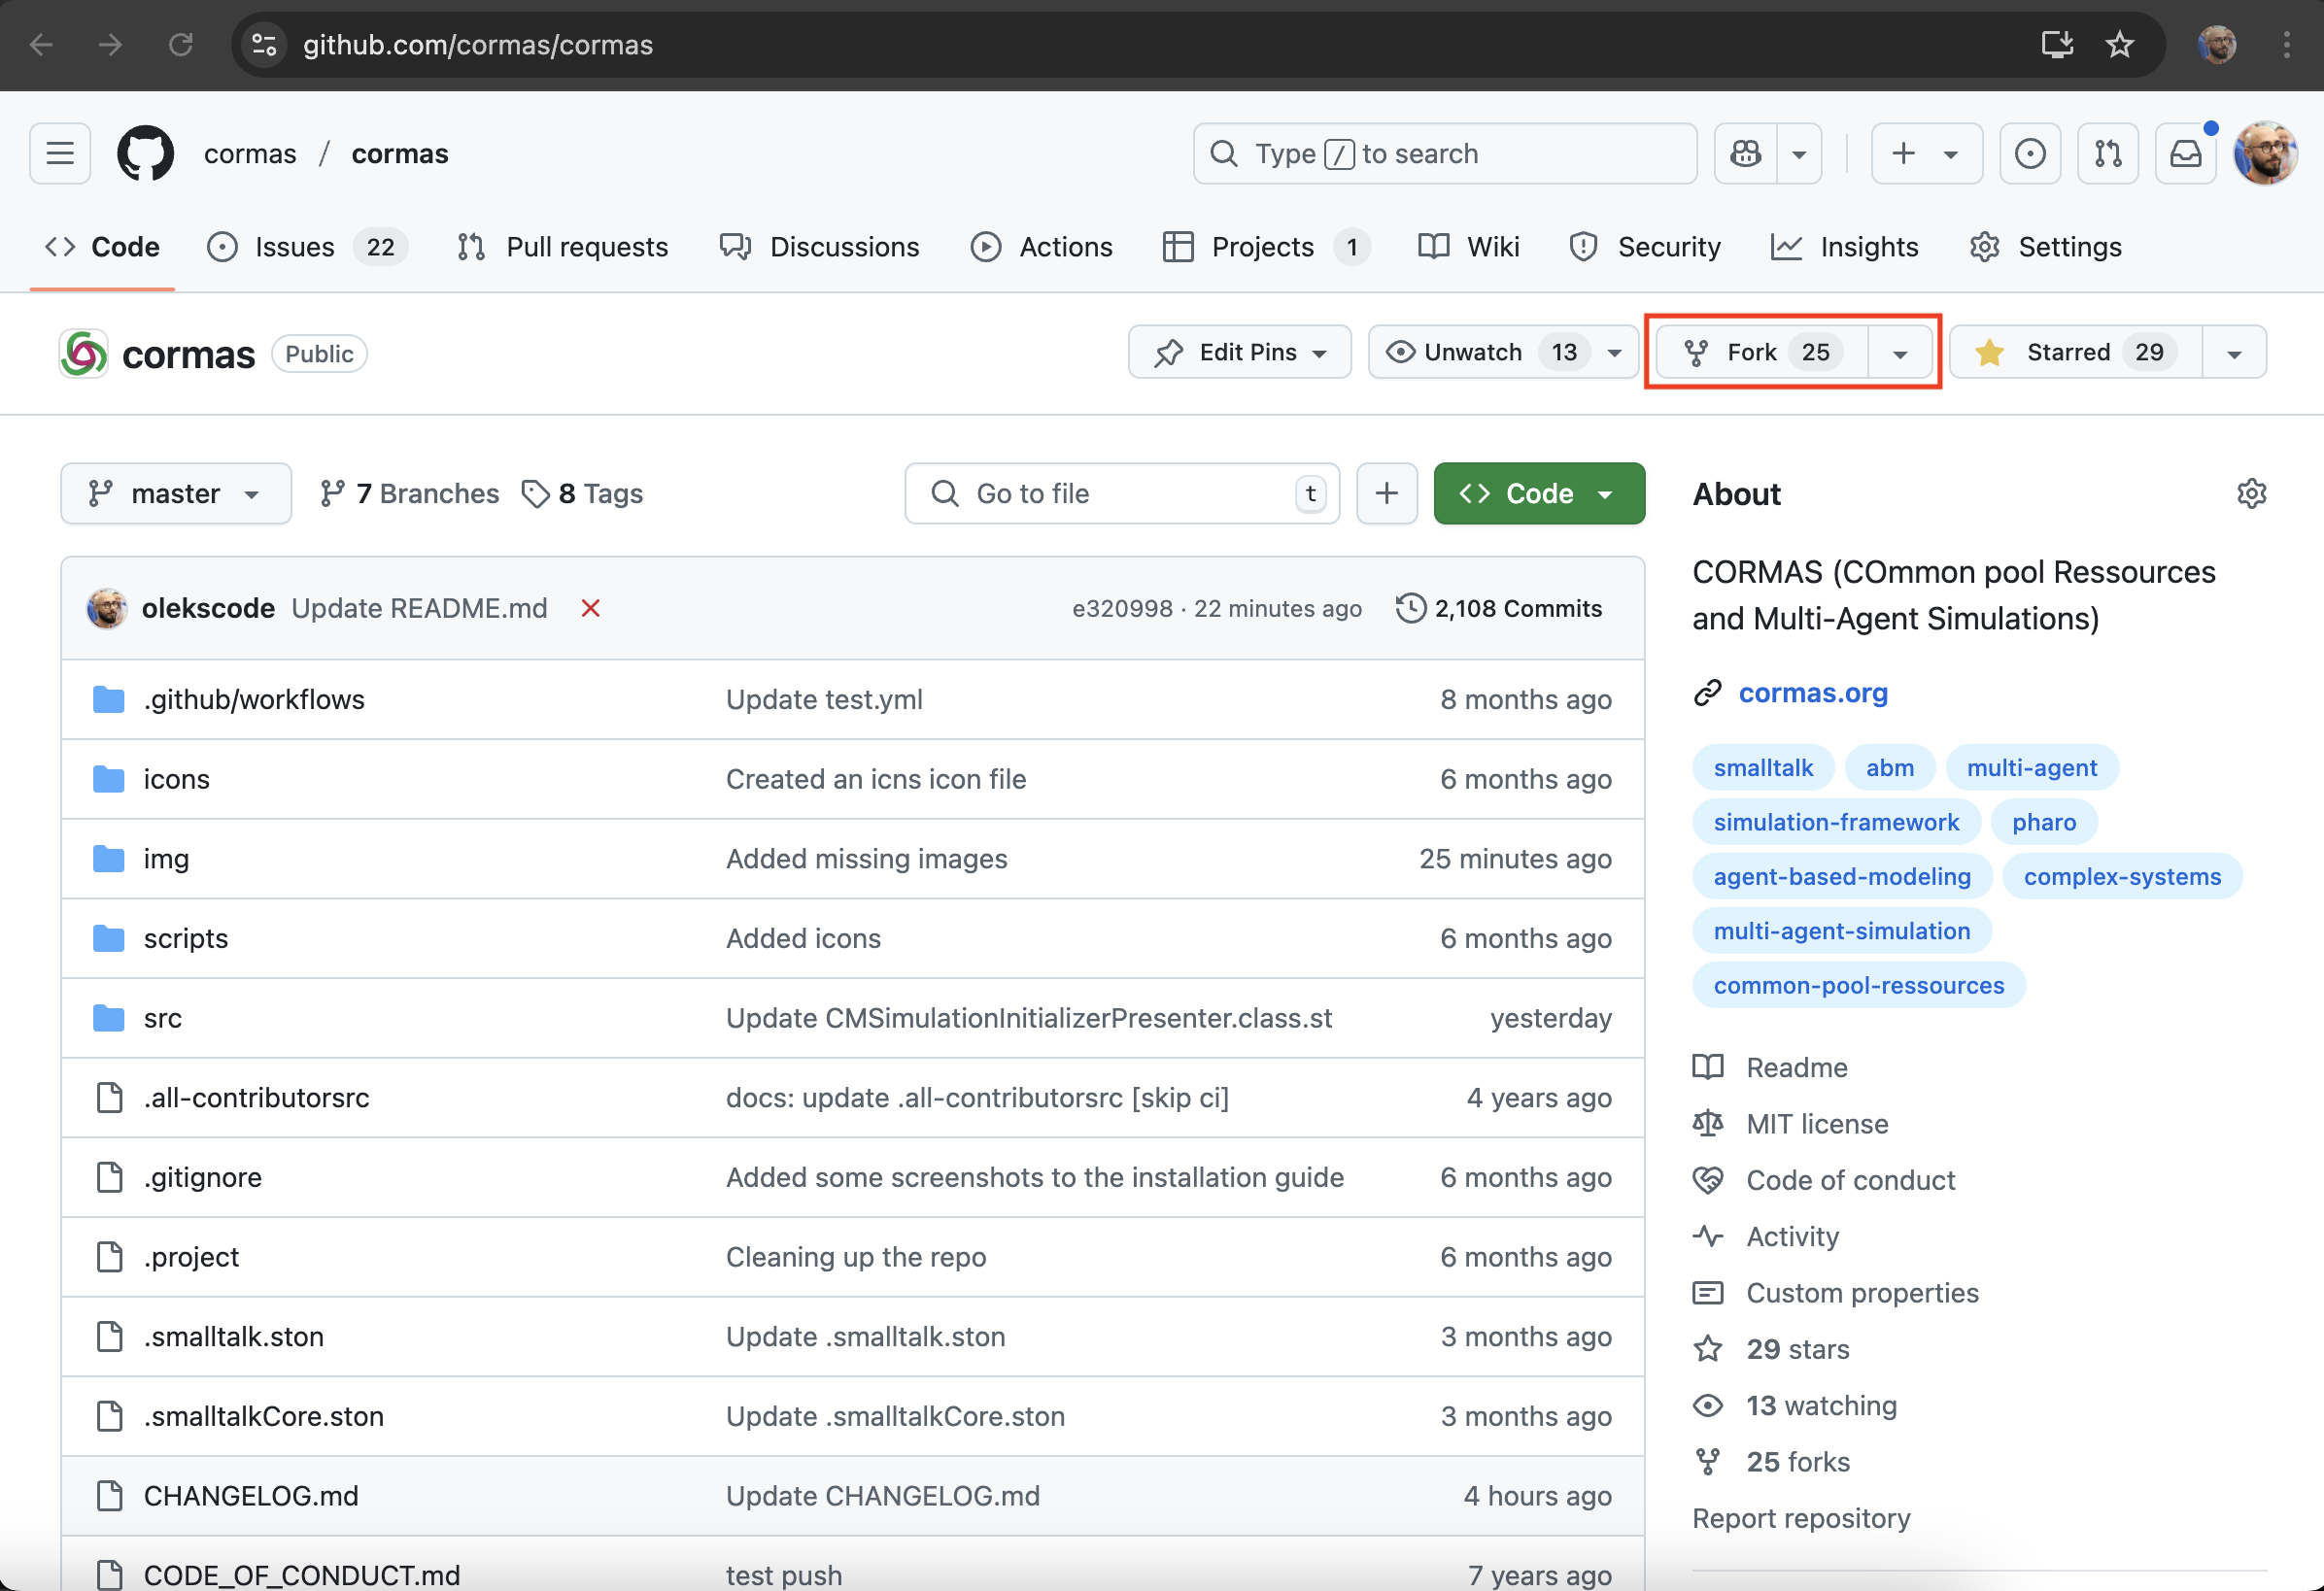 github.com/cormas/cormas
cormas / cormas
Type / to search
Code
Issues 22
Pull requests
Discussions
Actions
Projects 1
Wiki
Security
Insights
Settings
cormas Public
Edit Pins
Unwatch 13
Fork 25
Starred 29
master
7 Branches
8 Tags
Go to file t
+
Code
olekscode Update README.md
e320998 · 22 minutes ago
2,108 Commits
.github/workflows Update test.yml 8 months ago
icons Created an icns icon file 6 months ago
img Added missing images 25 minutes ago
scripts Added icons 6 months ago
src Update CMSimulationInitializerPresenter.class.st yesterday
.all-contributorsrc docs: update .all-contributorsrc [skip ci] 4 years ago
.gitignore Added some screenshots to the installation guide 6 months ago
.project Cleaning up the repo 6 months ago
.smalltalk.ston Update .smalltalk.ston 3 months ago
.smalltalkCore.ston Update .smalltalkCore.ston 3 months ago
CHANGELOG.md Update CHANGELOG.md 4 hours ago
CODE_OF_CONDUCT.md test push 7 years ago
About
CORMAS (COmmon pool Ressources
and Multi-Agent Simulations)
cormas.org
smalltalk abm multi-agent
simulation-framework pharo
agent-based-modeling complex-systems
multi-agent-simulation
common-pool-ressources
Readme
MIT license
Code of conduct
Activity
Custom properties
29 stars
13 watching
25 forks
Report repository